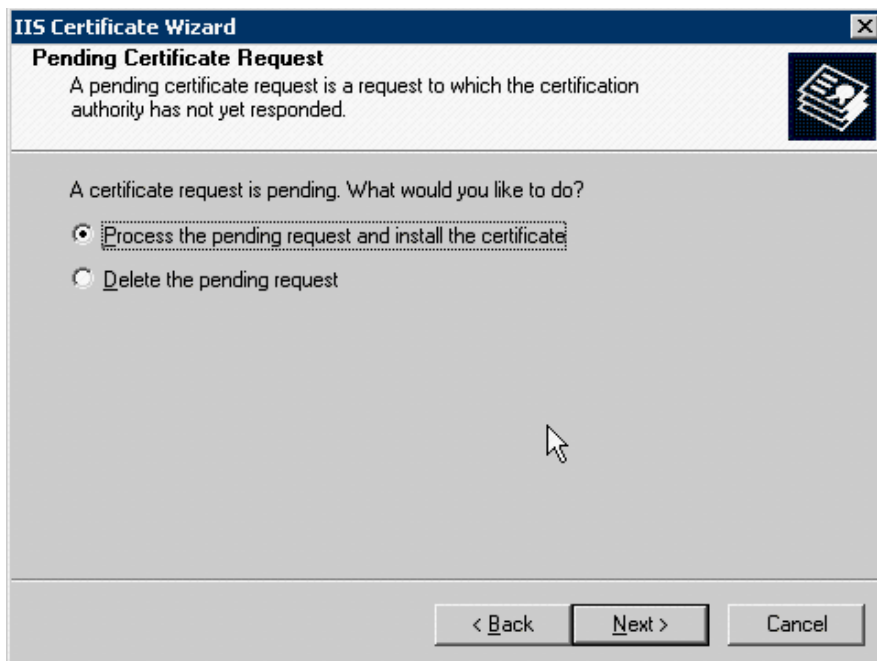 IIS Certificate Wizard
Pending Certificate Request
A pending certificate request is a request to which the certification
authority has not yet responded.
A certificate request is pending. What would you like to do?
Process the pending request and install the certificate
Delete the pending request
< Back
Next >
Cancel